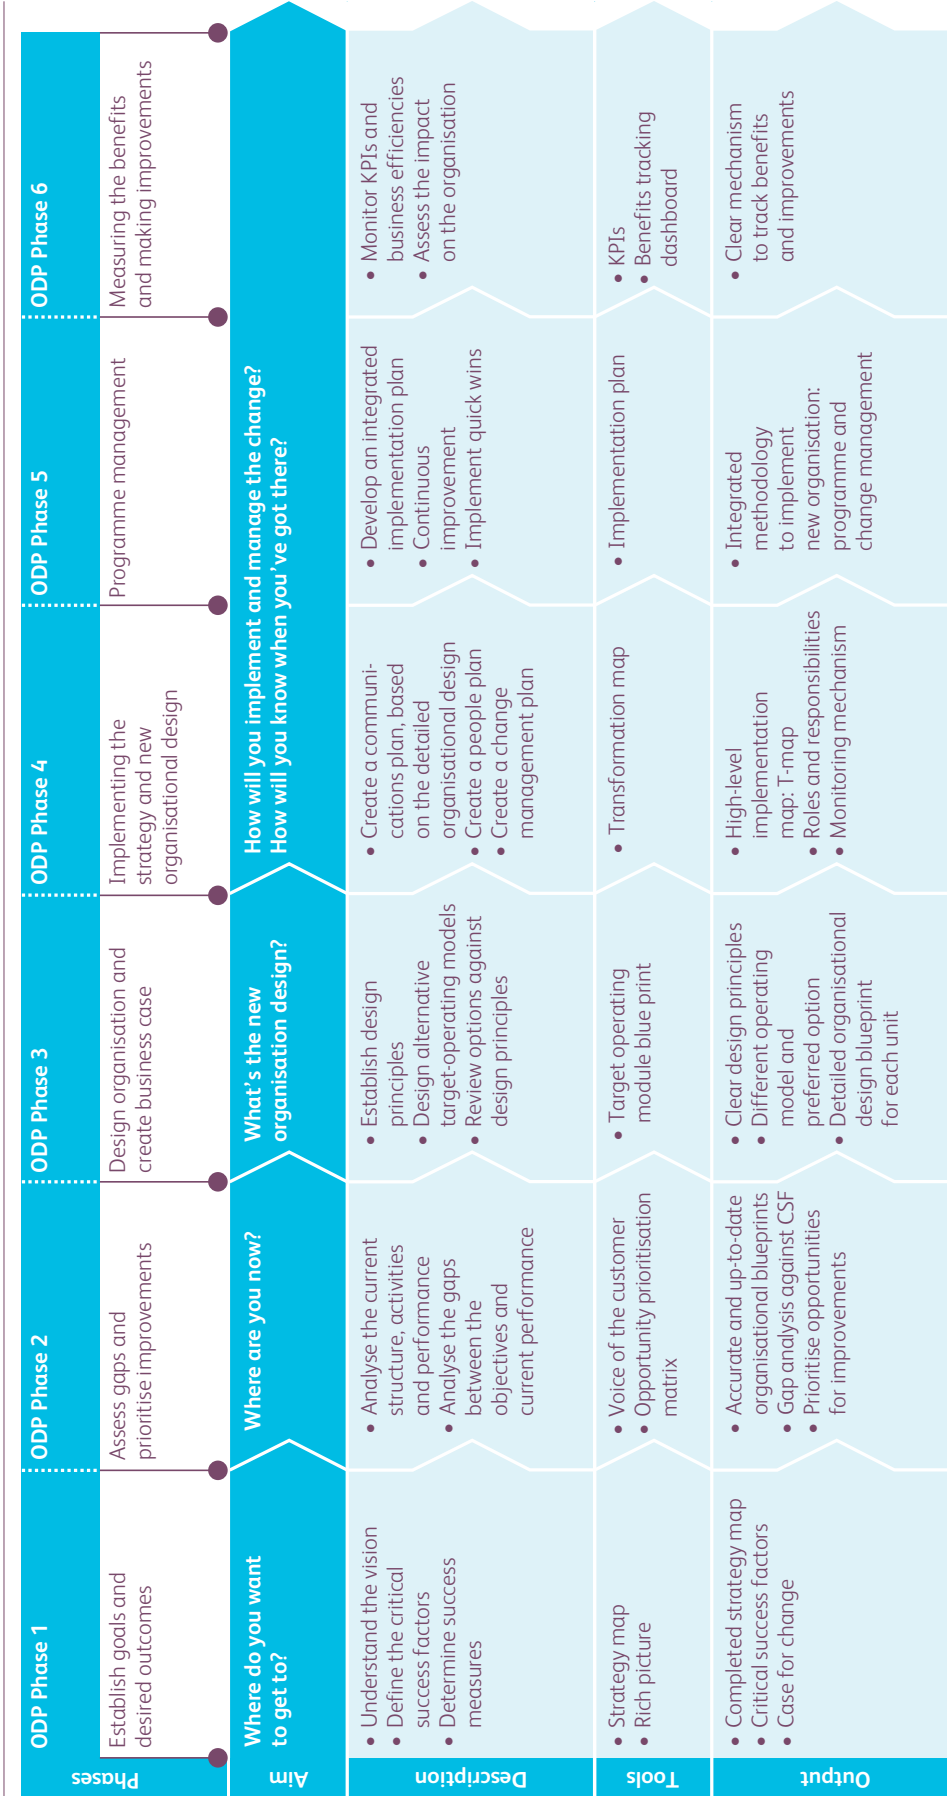 Phases
ODP Phase 1
ODP Phase 2
ODP Phase 3
ODP Phase 4
ODP Phase 5
ODP Phase 6
Establish goals and
desired outcomes
Assess gaps and
prioritise improvements
Design organisation and
create business case
Implementing the
strategy and new
organisational design
Programme management
Measuring the benefits
and making improvements
Aim
Where do you want
to get to?
Where are you now?
What's the new
organisation design?
How will you implement and manage the change?
How will you know when you've got there?
Description
• Understand the vision
• Define the critical
success factors
• Determine success
measures
• Analyse the current
structure, activities
and performance
• Analyse the gaps
between the
objectives and
current performance
• Establish design
principles
• Design alternative
target-operating models
• Review options against
design principles
• Create a communi-
cations plan, based
on the detailed
organisational design
• Create a people plan
• Create a change
management plan
• Develop an integrated
implementation plan
• Continuous
improvement
• Implement quick wins
• Monitor KPIs and
business efficiencies
• Assess the impact
on the organisation
Tools
• Strategy map
• Rich picture
• Voice of the customer
• Opportunity prioritisation
matrix
• Target operating
module blue print
• Transformation map
• Implementation plan
• KPIs
• Benefits tracking
dashboard
Output
• Completed strategy map
• Critical success factors
• Case for change
• Accurate and up-to-date
organisational blueprints
• Gap analysis against CSF
• Prioritise opportunities
for improvements
• Clear design principles
• Different operating
model and
preferred option
• Detailed organisational
design blueprint
for each unit
• High-level
implementation
map: T-map
• Roles and responsibilities
• Monitoring mechanism
• Integrated
methodology
to implement
new organisation:
programme and
change management
• Clear mechanism
to track benefits
and improvements